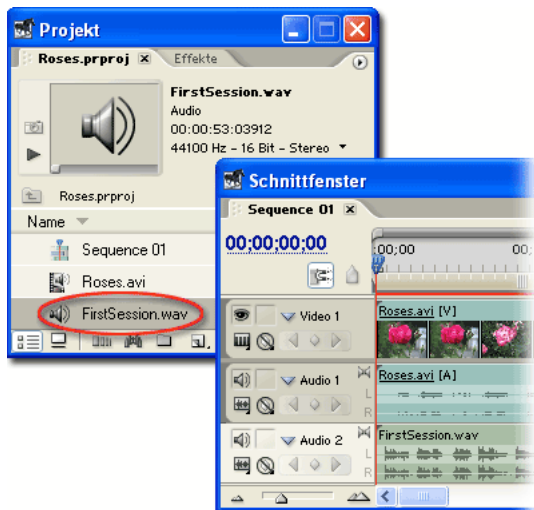 Projekt
Roses.prproj
Effekte
FirstSession.wav
Audio
00:00:53:03912
44100 Hz - 16 Bit - Stereo
Roses.prproj
Name
Sequence 01
Roses.avi
FirstSession.wav
Schnittfenster
Sequence 01
00;00;00;00
;00;00
00;
Video 1
Roses.avi [V]
Audio 1
Roses.avi [A]
L
R
Audio 2
FirstSession.wav
L
R